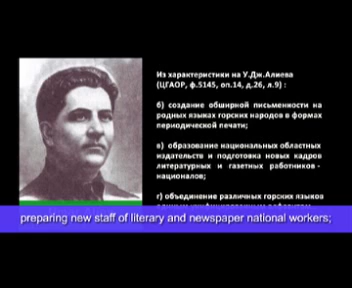 Из характеристики на У.Дж.Алиева
(ЦГАОР, ф.5145, оп.14, д.26, л.9) :
б) создание обширной письменности на
родных языках горских народов в формах
периодической печати;
в) образование национальных областных
издательств и подготовка новых кадров
литературных и газетных работников -
националов;
г) объединение различных горских языков
preparing new staff of literary and newspaper national workers;